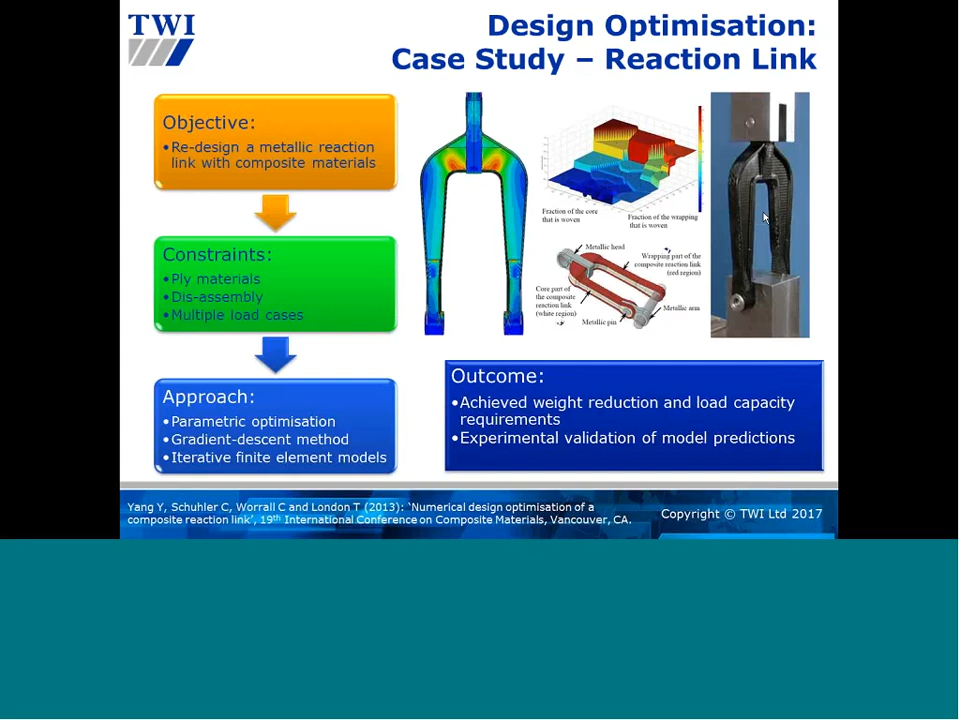 TWI
Design Optimisation:
Case Study – Reaction Link
Objective:
•Re-design a metallic reaction
link with composite materials
Constraints:
•Ply materials
•Dis-assembly
•Multiple load cases
Approach:
•Parametric optimisation
•Gradient-descent method
•Iterative finite element models
Fraction of the core
that is woven
Fraction of the wrapping
that is woven
Metallic head
Wrapping part of the
composite reaction link
(red region)
Core part of
the composite
reaction link
(white region)
Metallic arm
Metallic pin
Outcome:
•Achieved weight reduction and load capacity
requirements
•Experimental validation of model predictions
Yang Y, Schuhler C, Worrall C and London T (2013): ‘Numerical design optimisation of a
composite reaction link’, 19th International Conference on Composite Materials, Vancouver, CA.
Copyright © TWI Ltd 2017